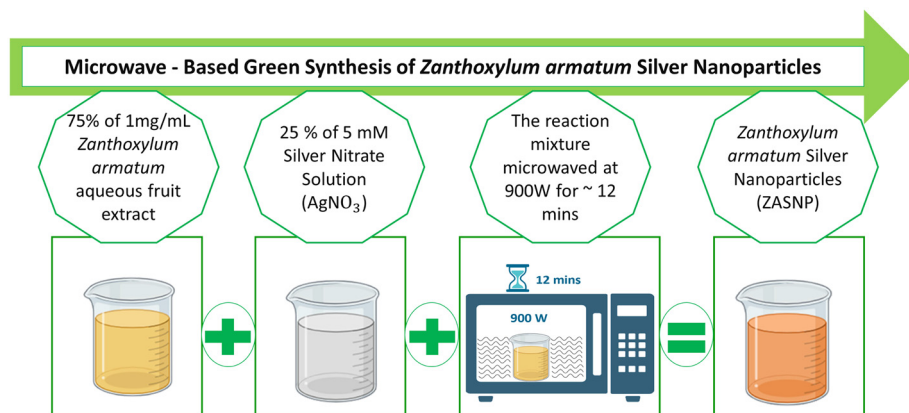 Microwave - Based Green Synthesis of Zanthoxylum armatum Silver Nanoparticles
75% of 1mg/mL
Zanthoxylum
armatum
aqueous fruit
extract
25 % of 5 mM
Silver Nitrate
Solution
(AgNO₃)
The reaction
mixture
microwaved at
900W for ~ 12
mins
Zanthoxylum
armatum Silver
Nanoparticles
(ZASNP)
12 mins
900 W